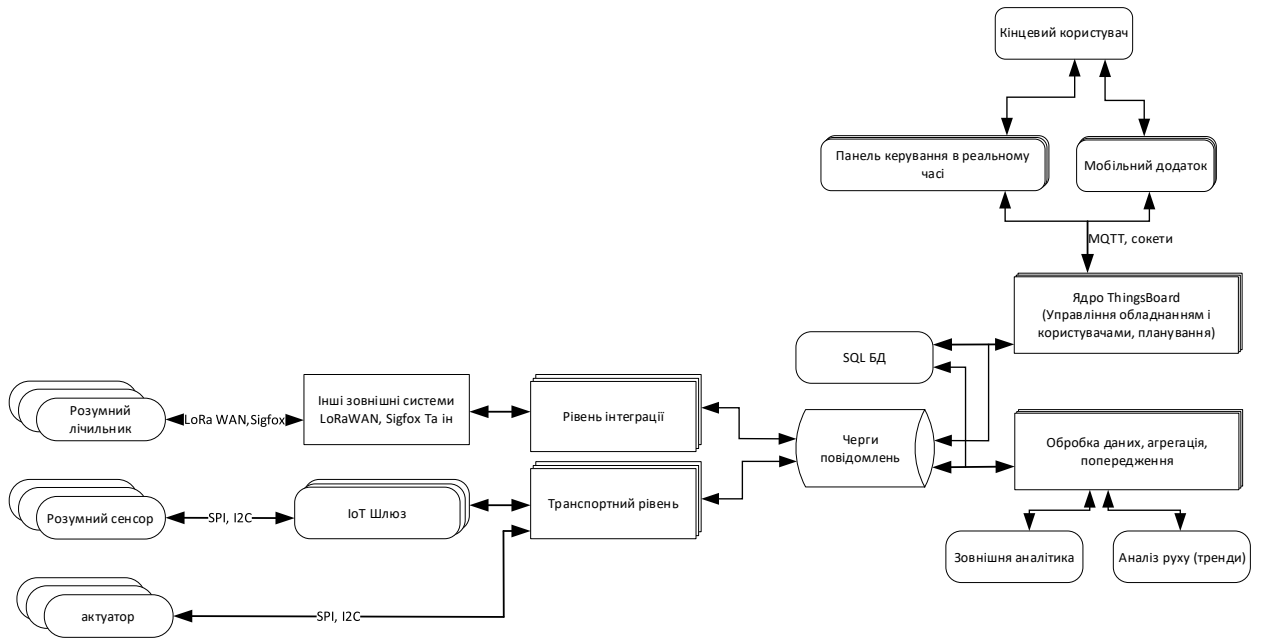 Кінцевий користувач
Панель керування в реальному
часі
Мобільний додаток
MQTT, сокети
Ядро ThingsBoard
(Управління обладнанням і
користувачами, планування)
SQL БД
Розумний
лічильник
LoRa WAN,Sigfox
Інші зовнішні системи
LoRaWAN, Sigfox Та ін
Рівень інтеграції
Черги
повідомлень
Обробка даних, агрегація,
попередження
Розумний сенсор
SPI, I2C
IoT Шлюз
Транспортний рівень
Зовнішня аналітика
Аналіз руху (тренди)
актуатор
SPI, I2C